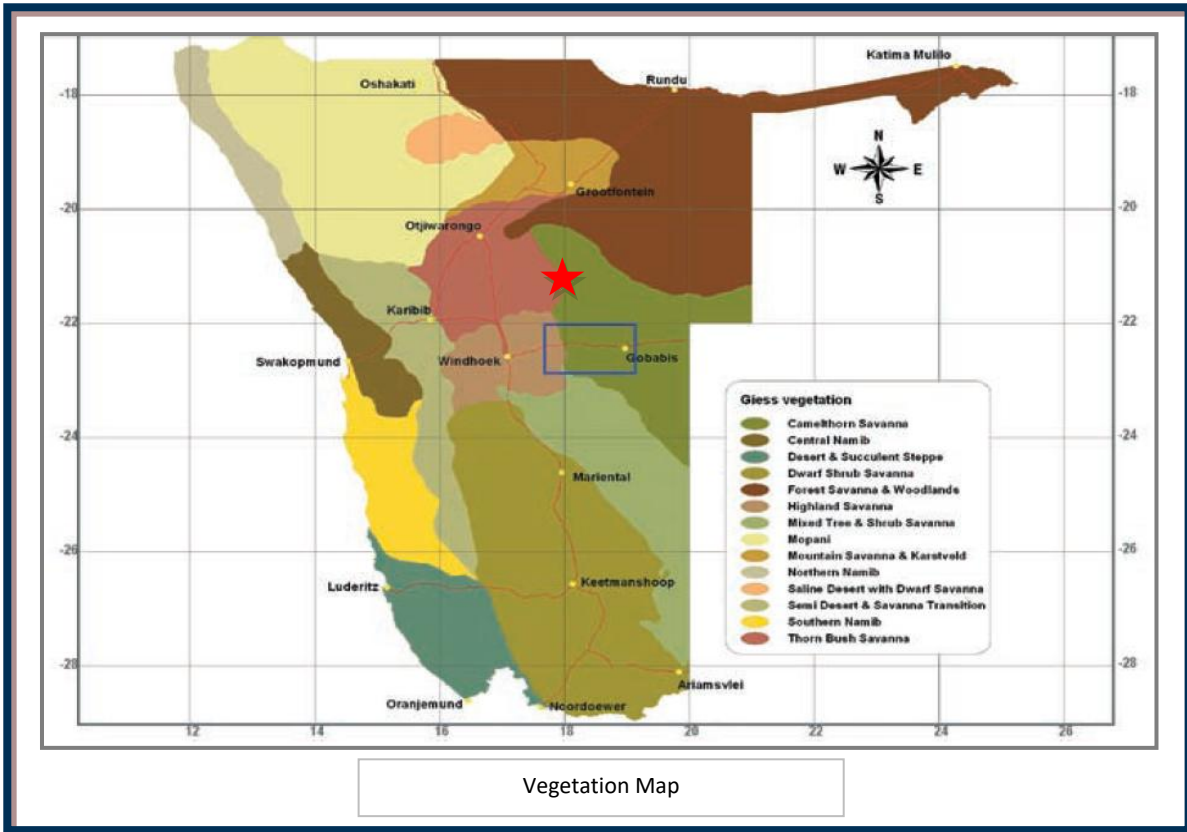 Katima Mulilo
Rundu
Oshakati
-18
-18
N
W
E
S
Grootfontein
-20
-20
Otjiwarongo
Karibib
-22
-22
Swakopmund
Windhoek
Gobabis
Giess vegetation
Camelthorn Savanna
Central Namib
Desert & Succulent Steppe
Dwarf Shrub Savanna
Forest Savanna & Woodlands
Highland Savanna
Mixed Tree & Shrub Savanna
Mopani
Mountain Savanna & Karstveld
Northern Namib
Saline Desert with Dwarf Savanna
Semi Desert & Savanna Transition
Southern Namib
Thorn Bush Savanna
-24
-24
Mariental
-26
-26
Luderitz
Keetmanshoop
-28
-28
Ariamsvlei
Oranjemund
Noordoewer
12
14
16
18
20
22
24
26
Vegetation Map